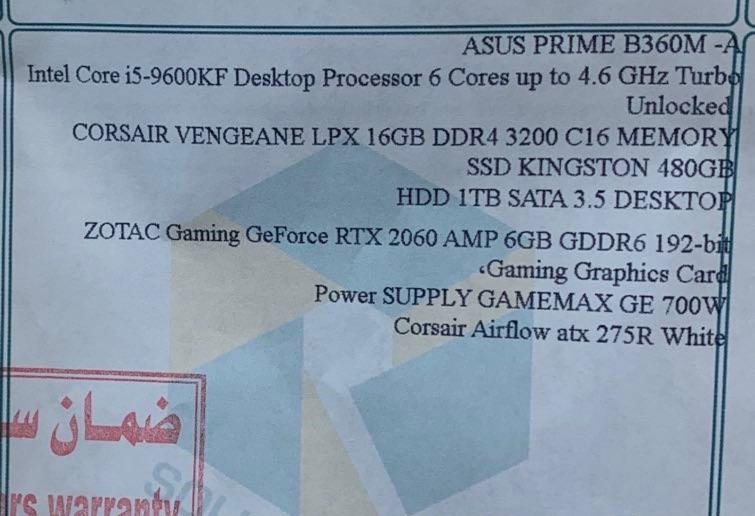 ASUS PRIME B360M -A
Intel Core i5-9600KF Desktop Processor 6 Cores up to 4.6 GHz Turbo
Unlocked
CORSAIR VENGEANE LPX 16GB DDR4 3200 C16 MEMORY
SSD KINGSTON 480GB
HDD 1TB SATA 3.5 DESKTOP
ZOTAC Gaming GeForce RTX 2060 AMP 6GB GDDR6 192-bit
،Gaming Graphics Card
Power SUPPLY GAMEMAX GE 700W
Corsair Airflow atx 275R White
ضمان
warranty